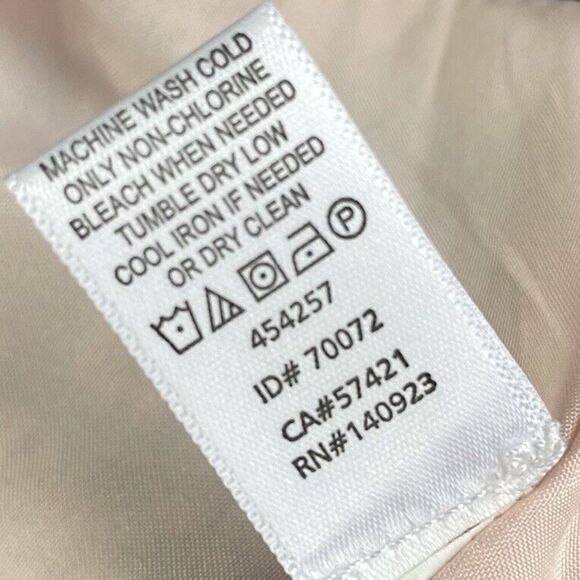 MACHINE WASH COLD
ONLY NON-CHLORINE
BLEACH WHEN NEEDED
TUMBLE DRY LOW
COOL IRON IF NEEDED
OR DRY CLEAN
P
454257
ID# 70072
CA#57421
RN#140923